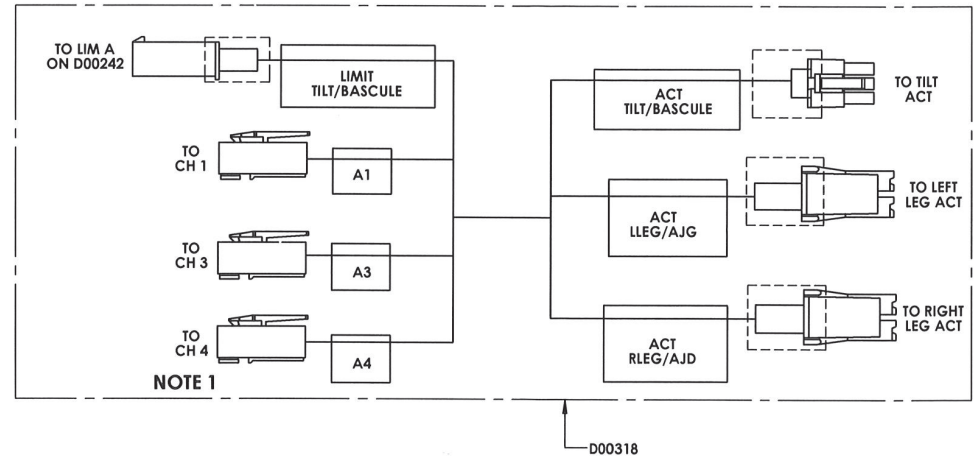 TO LIM A
ON D00242
LIMIT
TILT/BASCULE
TO
CH 1
A1
TO
CH 3
A3
TO
CH 4
A4
NOTE 1
ACT
TILT/BASCULE
TO TILT
ACT
ACT
LLEG/AJG
TO LEFT
LEG ACT
ACT
RLEG/AJD
TO RIGHT
LEG ACT
D00318